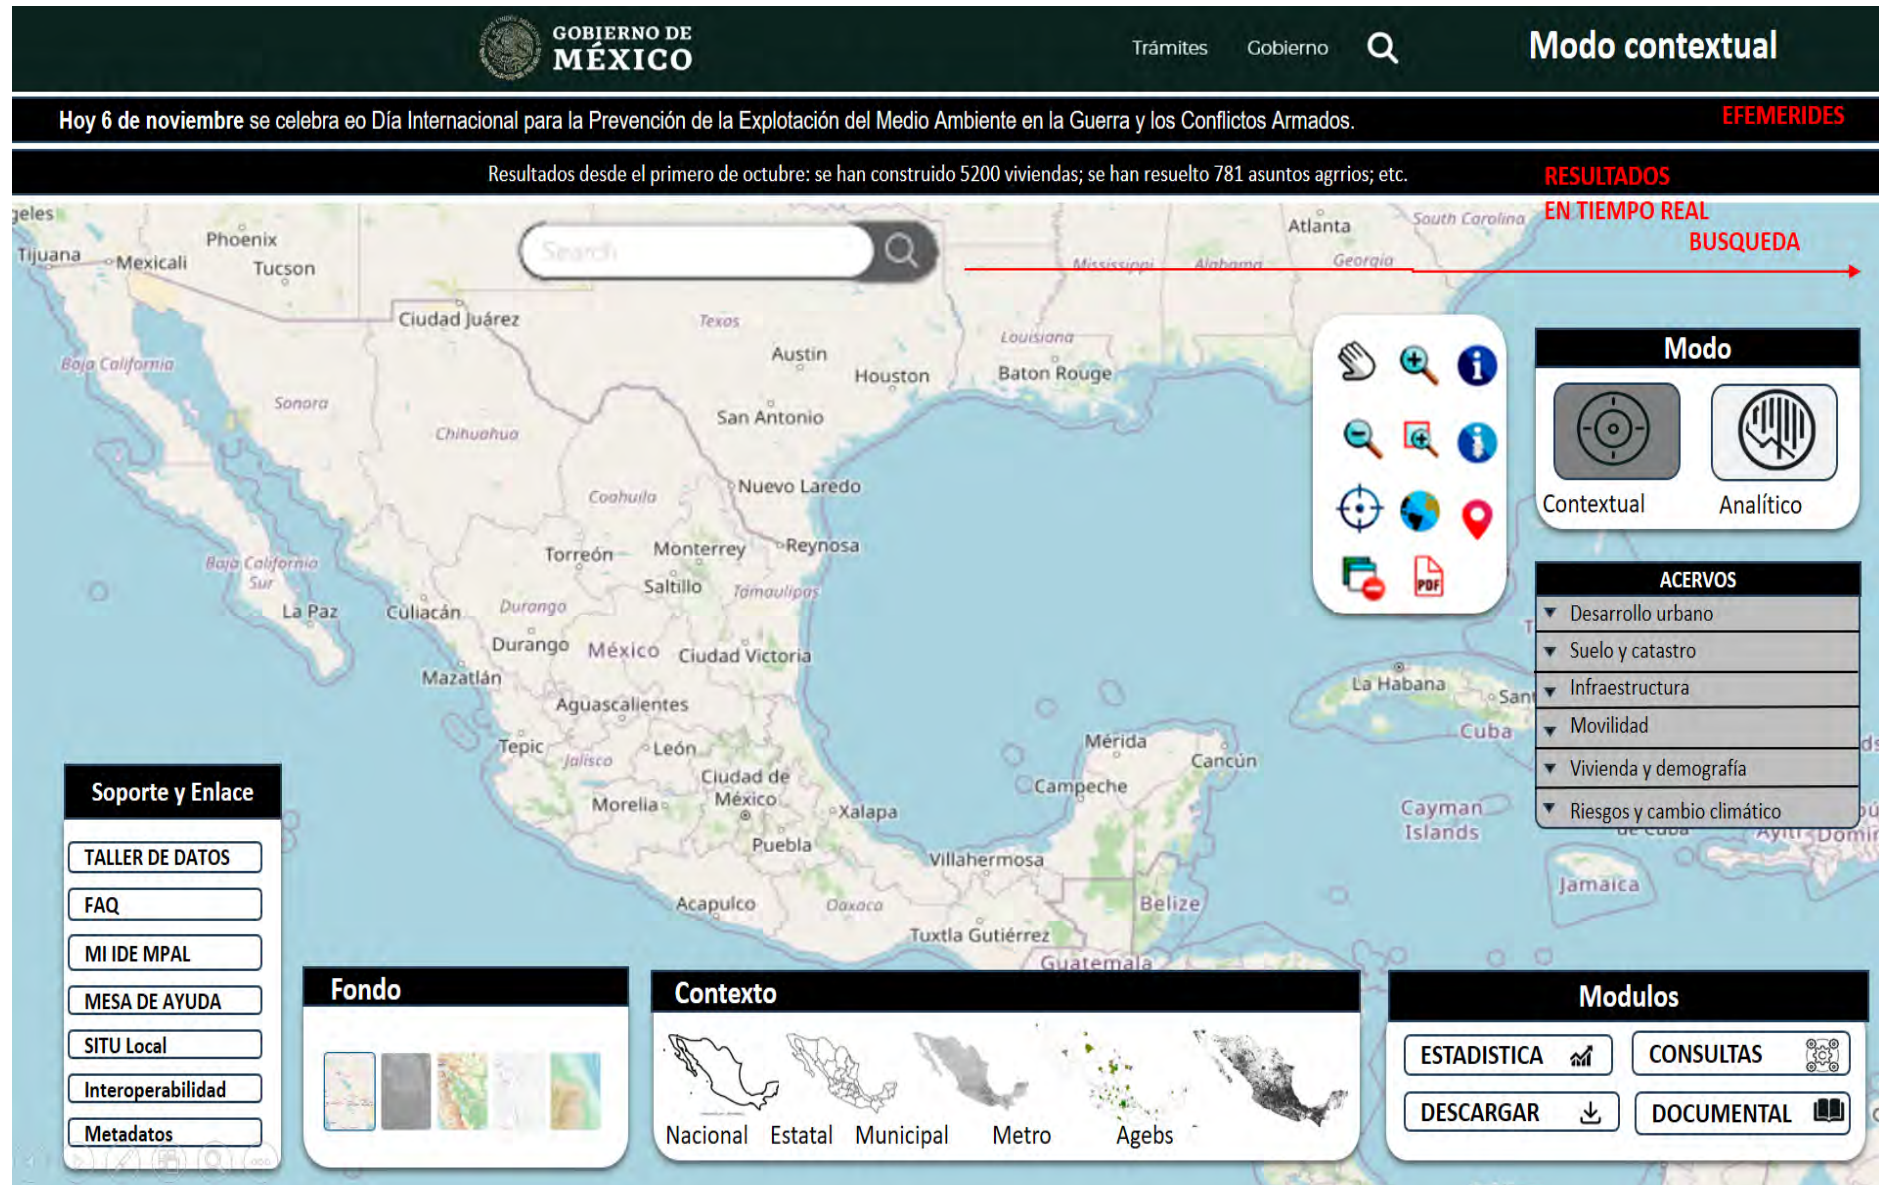 GOBIERNO DE
MÉXICO
Trámites Gobierno
Modo contextual
Hoy 6 de noviembre se celebra eo Día Internacional para la Prevención de la Explotación del Medio Ambiente en la Guerra y los Conflictos Armados.
EFEMERIDES
Resultados desde el primero de octubre: se han construido 5200 viviendas; se han resuelto 781 asuntos agrrios; etc.
RESULTADOS
EN TIEMPO REAL
BUSQUEDA
Search
geles
Phoenix
Tijuana
Mexicali
Tucson
Atlanta
South Carolina
Mississippi
Alabama
Georgia
Ciudad Juárez
Texas
Louisiana
Austin
Houston
Baton Rouge
Baja California
Sonora
Chihuahua
San Antonio
Coahuila
Nuevo Laredo
Torreón
Monterrey
Reynosa
Saltillo
Tamaulipas
Baja California
Sur
La Paz
Culiacán
Durango
Durango
México
Ciudad Victoria
Mazatlán
Aguascalientes
La Habana
San
Cuba
Tepic
Jalisco
León
Mérida
Cancún
Ciudad de
México
Campeche
Morelia
Xalapa
Puebla
Cayman
Islands
de Cuba
Ayiti
Domin
Villahermosa
Jamaica
Acapulco
Oaxaca
Belize
Tuxtla Gutiérrez
Guatemala
PDF
Modo
Contextual
Analítico
ACERVOS
Desarrollo urbano
Suelo y catastro
Infraestructura
Movilidad
Vivienda y demografía
Riesgos y cambio climático
Soporte y Enlace
TALLER DE DATOS
FAQ
MI IDE MPAL
MESA DE AYUDA
SITU Local
Interoperabilidad
Metadatos
Fondo
Contexto
Nacional Estatal Municipal Metro Agebs
Modulos
ESTADISTICA
CONSULTAS
DESCARGAR
DOCUMENTAL